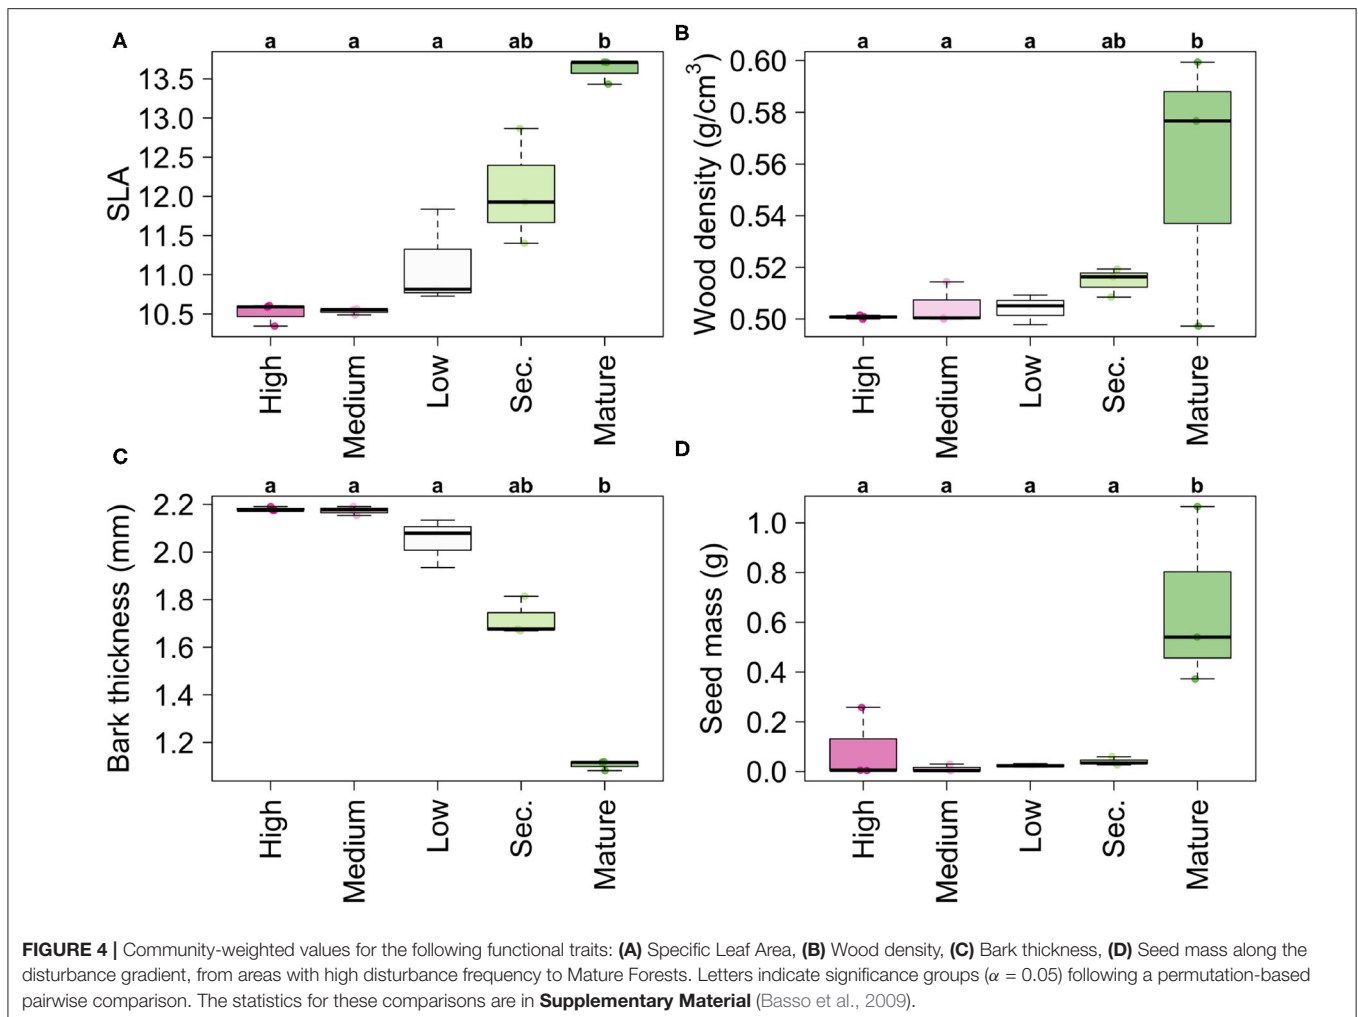 A
a a a ab b
13.5
13.0
12.5
12.0
11.5
11.0
10.5
SLA
High
Medium
Low
Sec.
Mature
B
a a a ab b
0.60
0.58
0.56
0.54
0.52
0.50
Wood density (g/cm³)
High
Medium
Low
Sec.
Mature
C
a a a ab b
2.2
2.0
1.8
1.6
1.4
1.2
Bark thickness (mm)
High
Medium
Low
Sec.
Mature
D
a a a a b
1.0
0.8
0.6
0.4
0.2
0.0
Seed mass (g)
High
Medium
Low
Sec.
Mature
FIGURE 4 | Community-weighted values for the following functional traits: (A) Specific Leaf Area, (B) Wood density, (C) Bark thickness, (D) Seed mass along the
disturbance gradient, from areas with high disturbance frequency to Mature Forests. Letters indicate significance groups (α = 0.05) following a permutation-based
pairwise comparison. The statistics for these comparisons are in Supplementary Material (Basso et al., 2009).